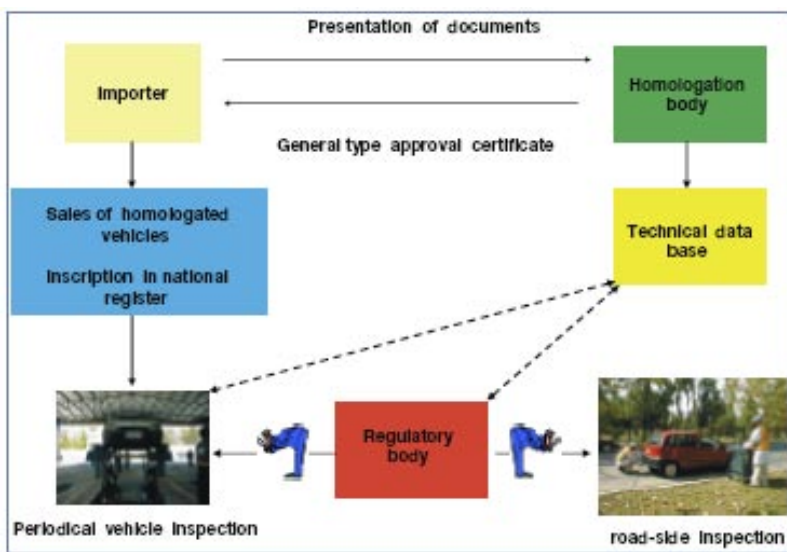 Presentation of documents
Importer
Homologation
body
General type approval certificate
Sales of homologated
vehicles
Inscription in national
register
Technical data
base
Regulatory
body
Periodical vehicle inspection
road-side inspection